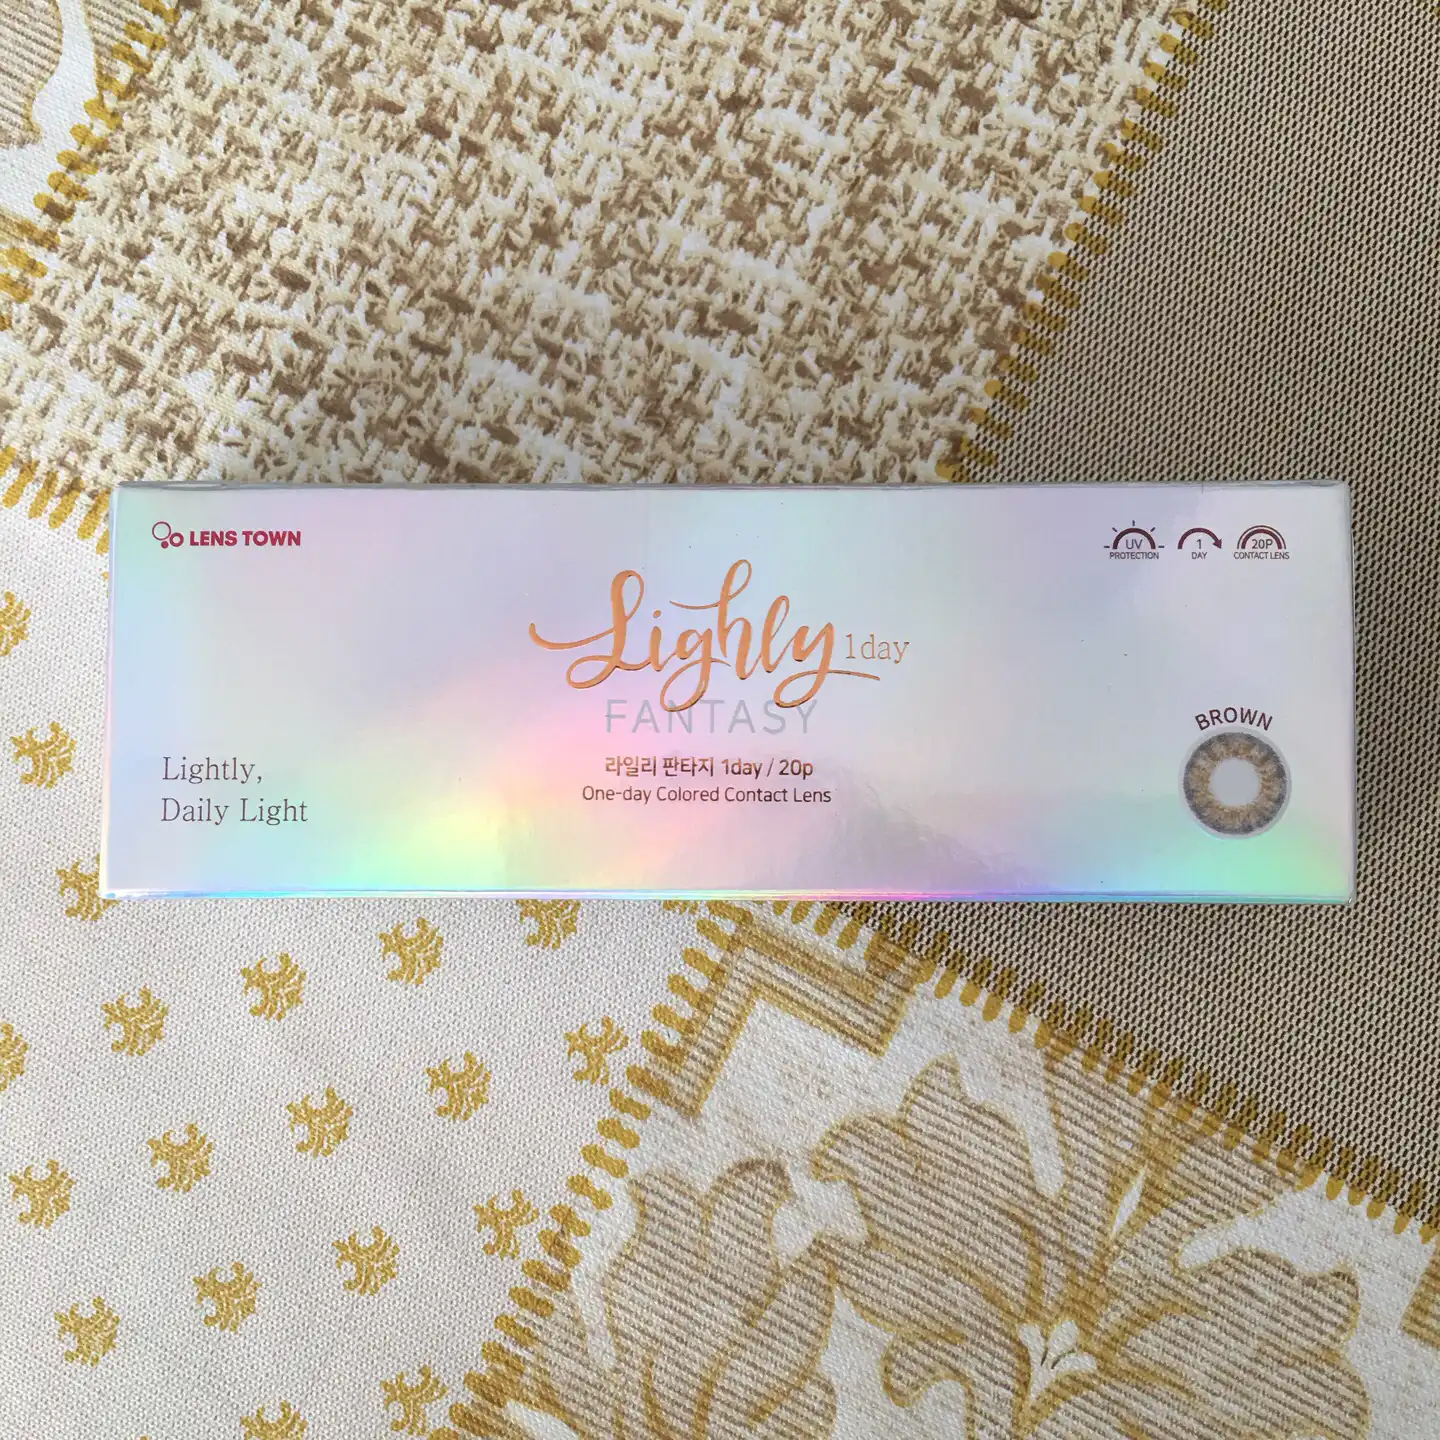 LENS TOWN
UV
PROTECTION
1
DAY
20P
CONTACT LENS
Lighly 1day
FANTASY
라일리 판타지 1day / 20p
One-day Colored Contact Lens
Lightly,
Daily Light
BROWN